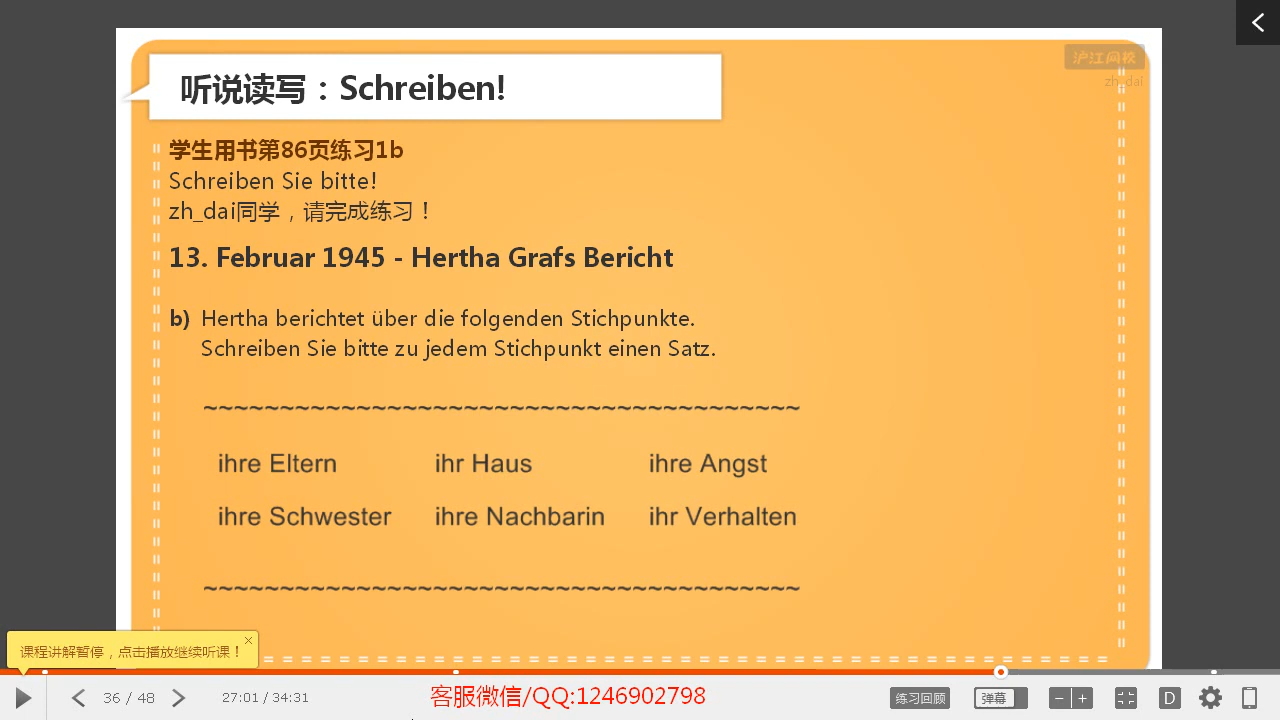 听说读写：Schreiben!
沪江网校
zh_dai
学生用书第86页练习1b
Schreiben Sie bitte!
zh_dai同学，请完成练习！
13. Februar 1945 - Hertha Grafs Bericht
b) Hertha berichtet über die folgenden Stichpunkte.
Schreiben Sie bitte zu jedem Stichpunkt einen Satz.
~~~~~~~~~~~~~~~~~~~~~~~~~~~~~~~~~~~~~~~
ihre Eltern ihr Haus ihre Angst
ihre Schwester ihre Nachbarin ihr Verhalten
~~~~~~~~~~~~~~~~~~~~~~~~~~~~~~~~~~~~~~~
课程讲解暂停，点击播放继续听课！
36 / 48 27:01 / 34:31 客服微信/QQ:1246902798 练习回顾 弹幕 D